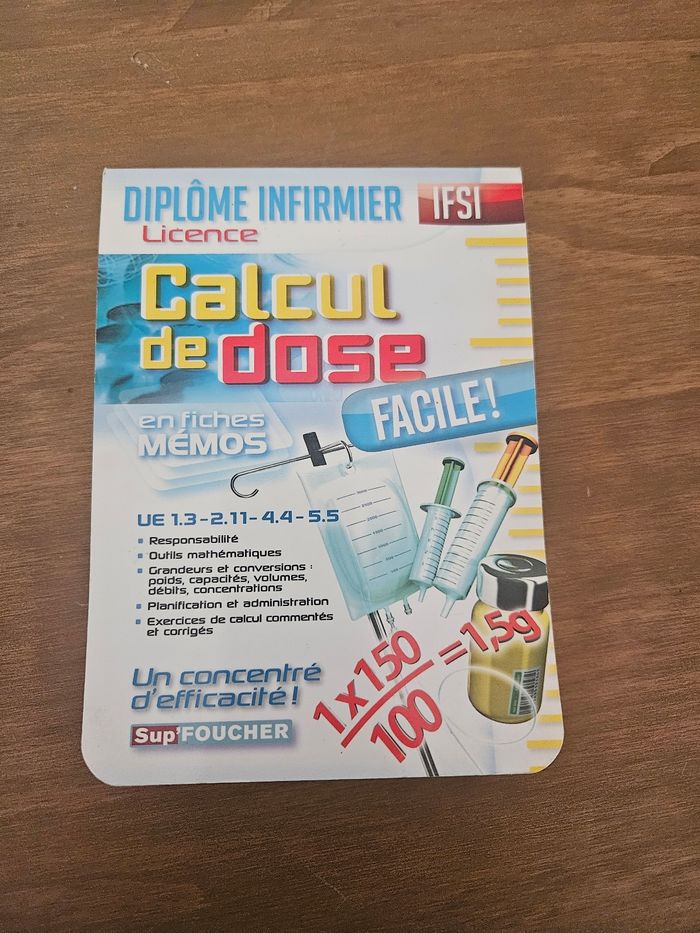 DIPLÔME INFIRMIER IFSI
Licence
Calcul
de dose
FACILE !
en fiches
MÉMOS
UE 1.3-2.11-4.4-5.5
Responsabilité
Outils mathématiques
Grandeurs et conversions :
poids, capacités, volumes,
débits, concentrations
Planification et administration
Exercices de calcul commentés
et corrigés
Un concentré
d'efficacité !
1 x 150
100
= 1,5g
Sup'FOUCHER